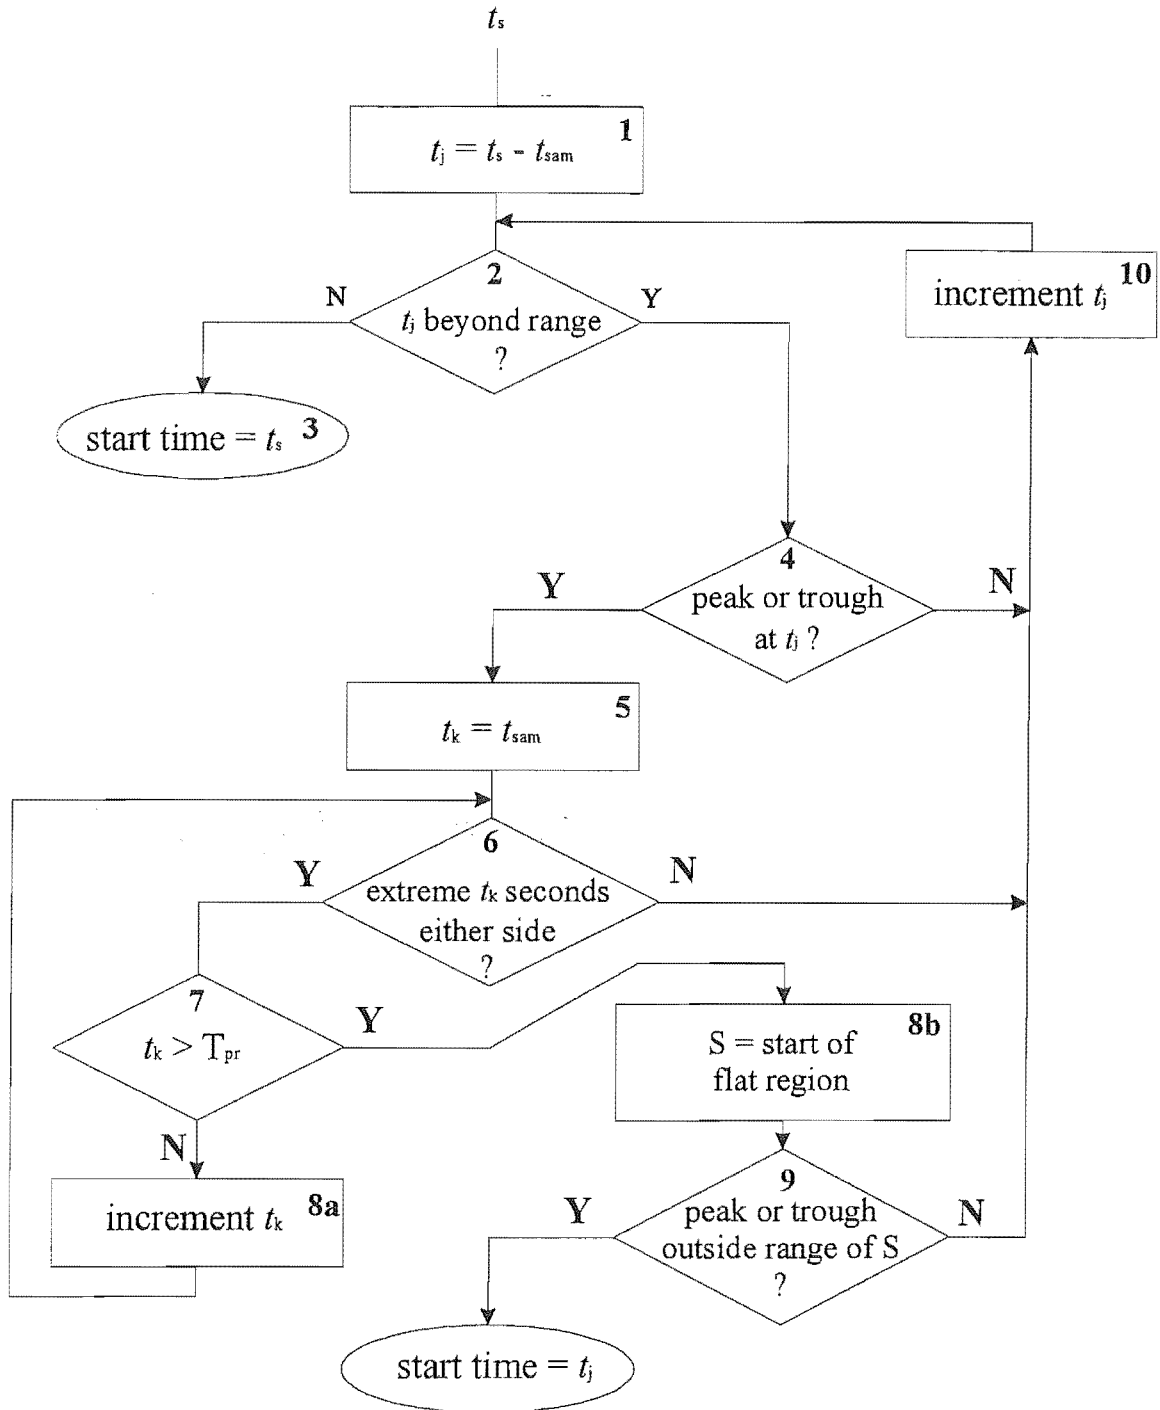 ts
1
tj = ts - tsam
2
N
Y
tj beyond range
?
10
increment tj
start time = ts 3
4
Y
N
peak or trough
at tj ?
5
tk = tsam
6
Y
N
extreme tk seconds
either side
?
7
Y
tk > Tpr
N
8b
S = start of
flat region
8a
increment tk
9
Y
N
peak or trough
outside range of S
?
start time = tj